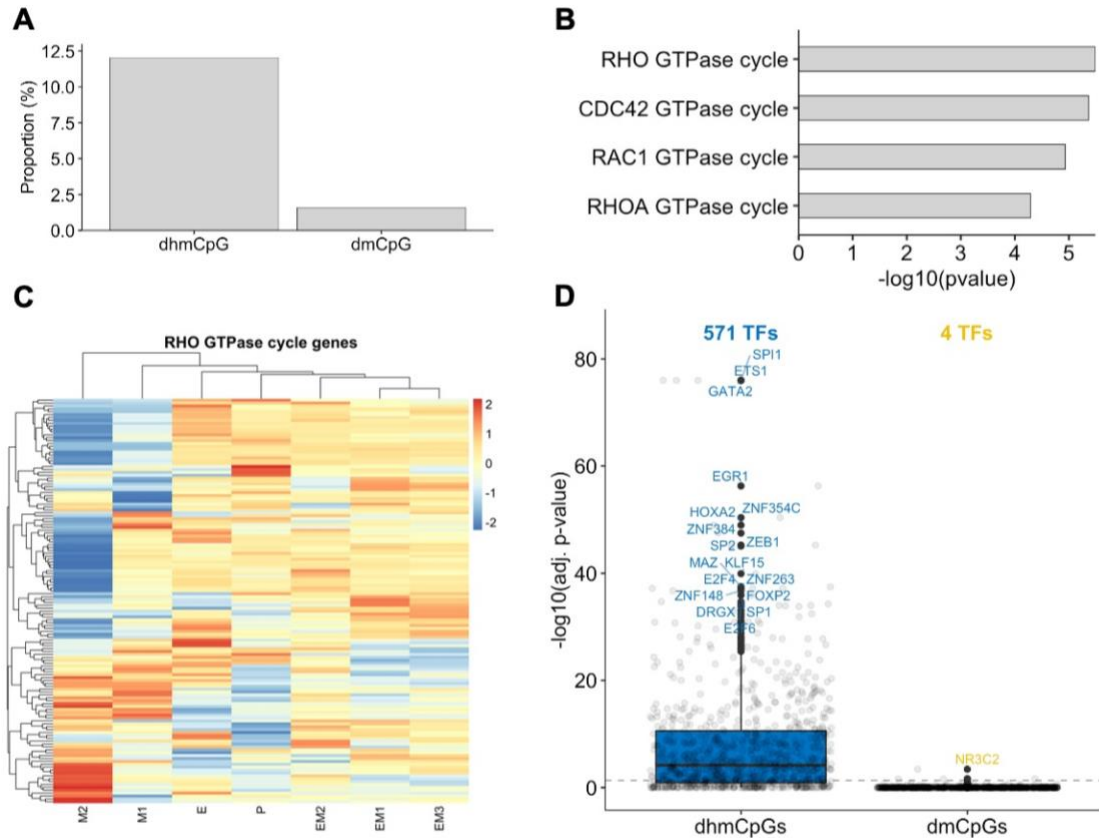 A
12.5
10.0
7.5
5.0
2.5
0.0
Proportion (%)
dhmCpG
dmCpG
B
RHO GTPase cycle
CDC42 GTPase cycle
RAC1 GTPase cycle
RHOA GTPase cycle
0 1 2 3 4 5
-log10(pvalue)
C
RHO GTPase cycle genes
2
1
0
-1
-2
M2
M1
E
P
EM2
EM1
EM3
D
571 TFs
4 TFs
80
60
40
20
0
-log10(adj. p-value)
SPI1
ETS1
GATA2
EGR1
HOXA2 ZNF354C
ZNF384
SP2 ZEB1
MAZ KLF15
E2F4 ZNF263
ZNF148 FOXP2
DRGX SP1
E2F6
NR3C2
dhmCpGs
dmCpGs